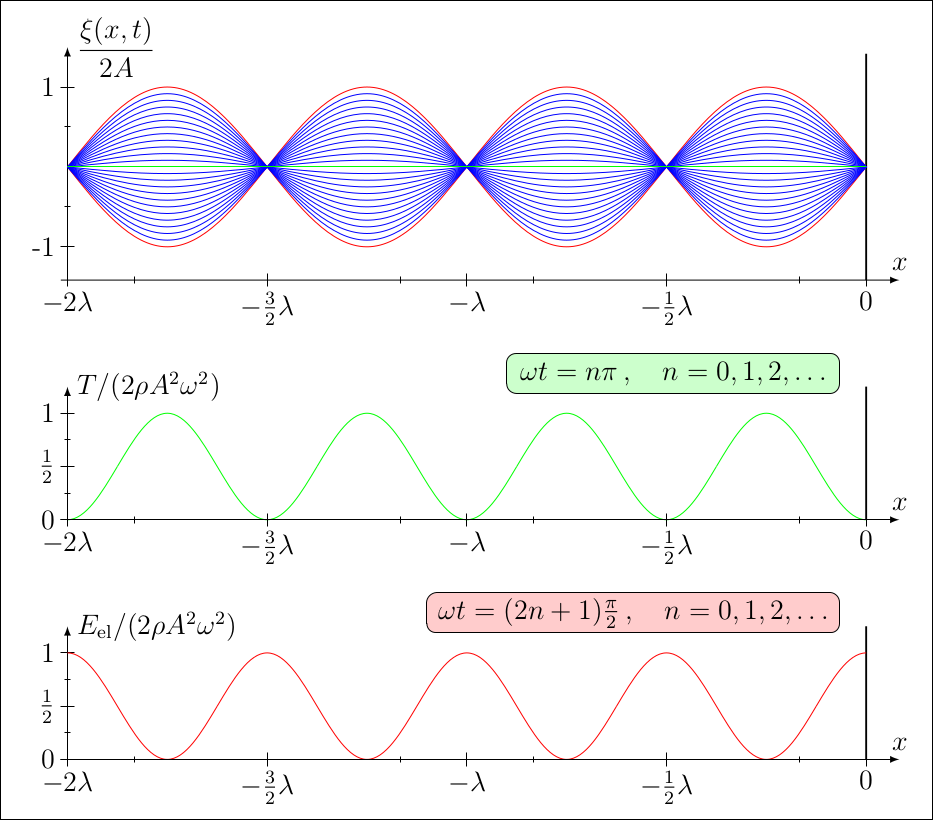 ξ(x, t)
2A
1
-1
x
−2λ −3/2λ −λ −1/2λ 0
ωt = nπ , n = 0, 1, 2, . . .
T/(2ρA²ω²)
1
1/2
0
x
−2λ −3/2λ −λ −1/2λ 0
ωt = (2n + 1)π/2 , n = 0, 1, 2, . . .
Eel/(2ρA²ω²)
1
1/2
0
x
−2λ −3/2λ −λ −1/2λ 0